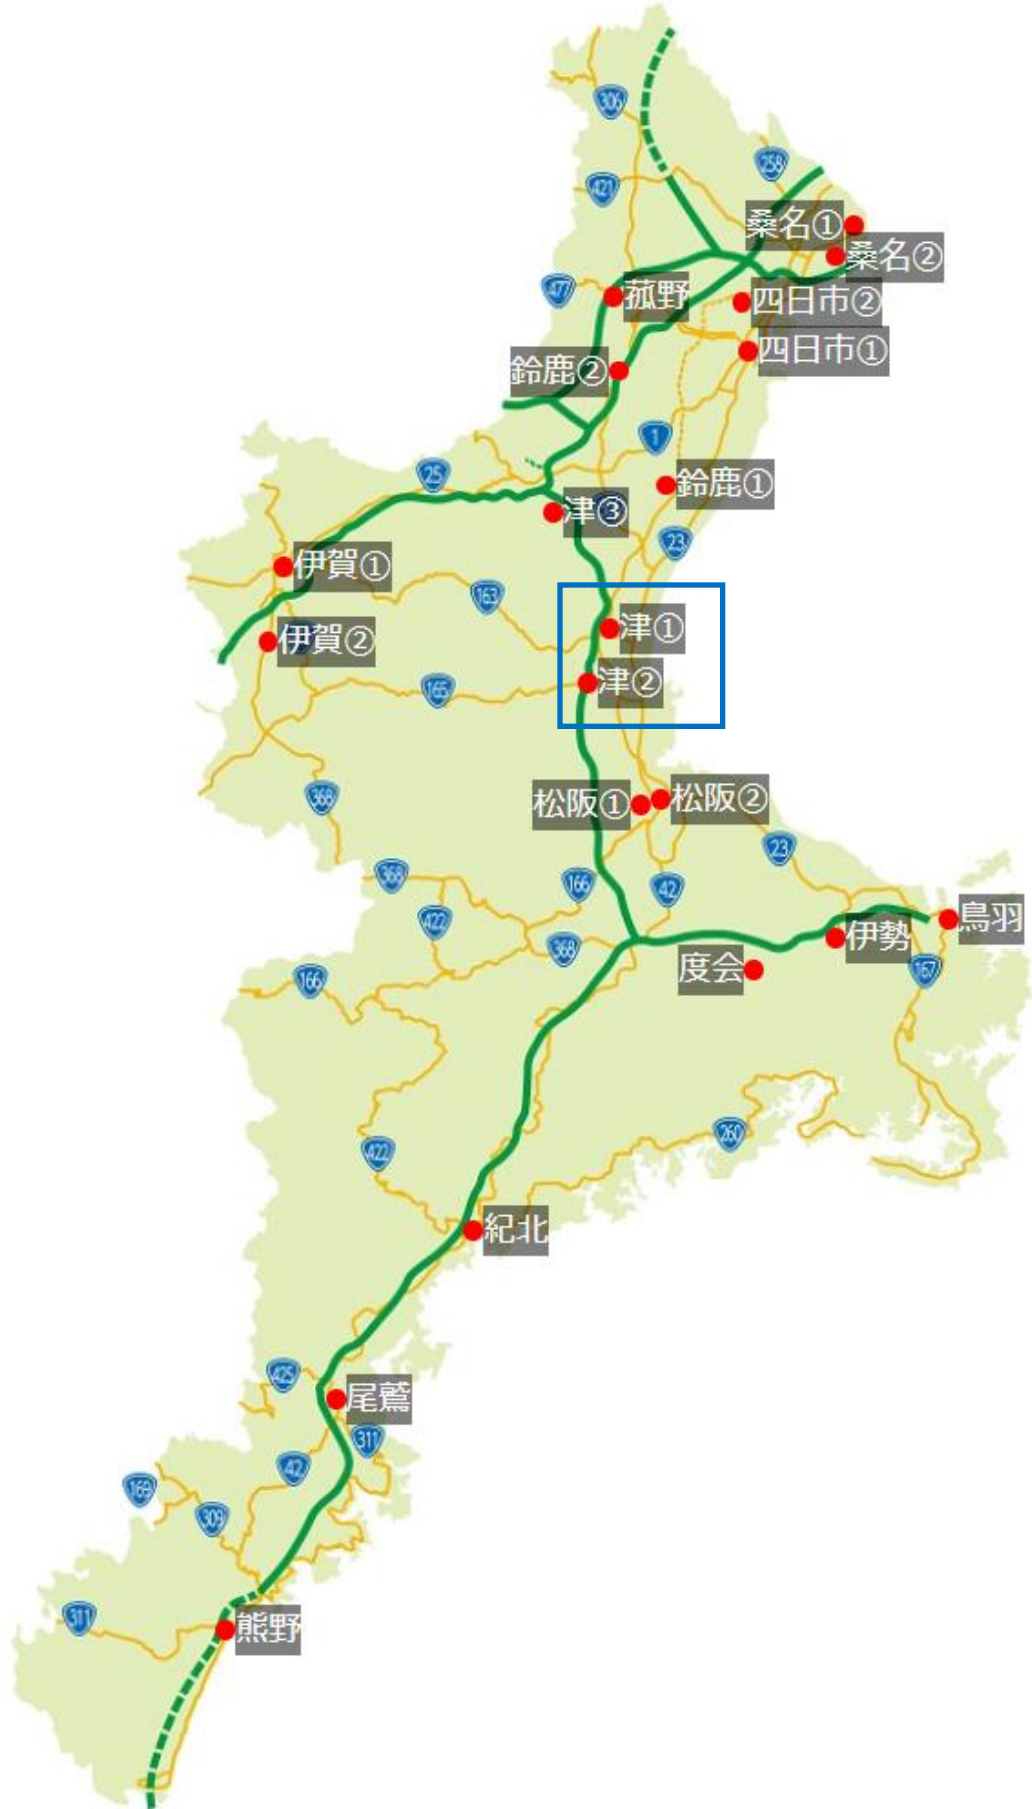 306
258
421
桑名①
桑名②
477
菰野
四日市②
四日市①
鈴鹿②
1
25
鈴鹿①
津③
23
伊賀①
163
津①
伊賀②
津②
165
368
松阪①
松阪②
23
368
166
42
422
鳥羽
伊勢
368
度会
167
166
260
422
紀北
425
尾鷲
311
42
169
309
311
熊野